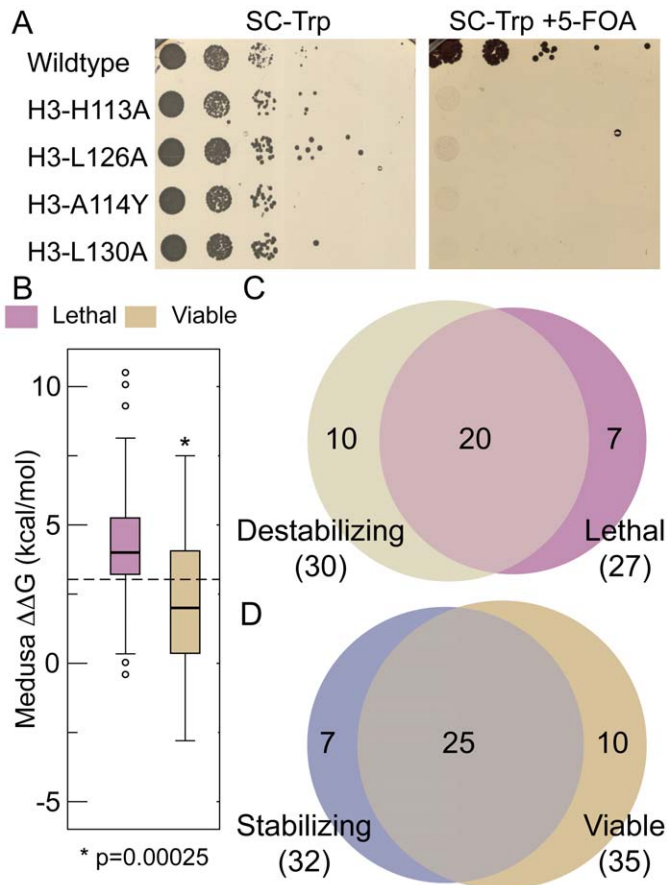 A
SC-Trp
SC-Trp +5-FOA
Wildtype
H3-H113A
H3-L126A
H3-A114Y
H3-L130A
B
Lethal
Viable
Medusa ΔΔG (kcal/mol)
10
5
0
-5
*
* p=0.00025
C
10
20
7
Destabilizing
(30)
Lethal
(27)
D
7
25
10
Stabilizing
(32)
Viable
(35)